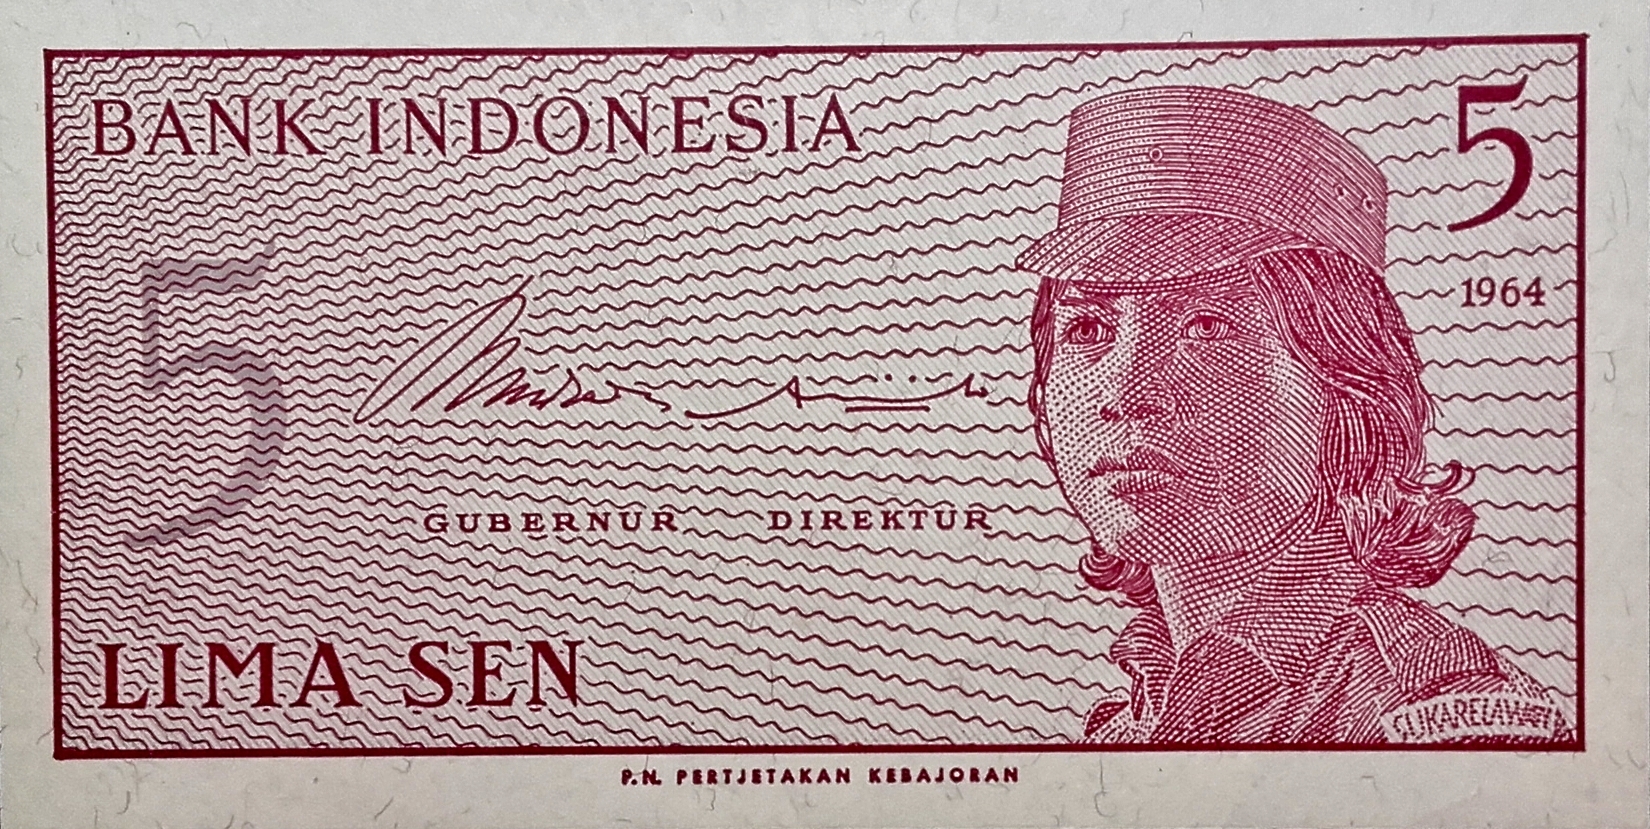 BANK INDONESIA
5
1964
5
GUBERNUR DIREKTUR
LIMA SEN
SUKARELAWATI
P.N. PERTJETAKAN KEBAJORAN